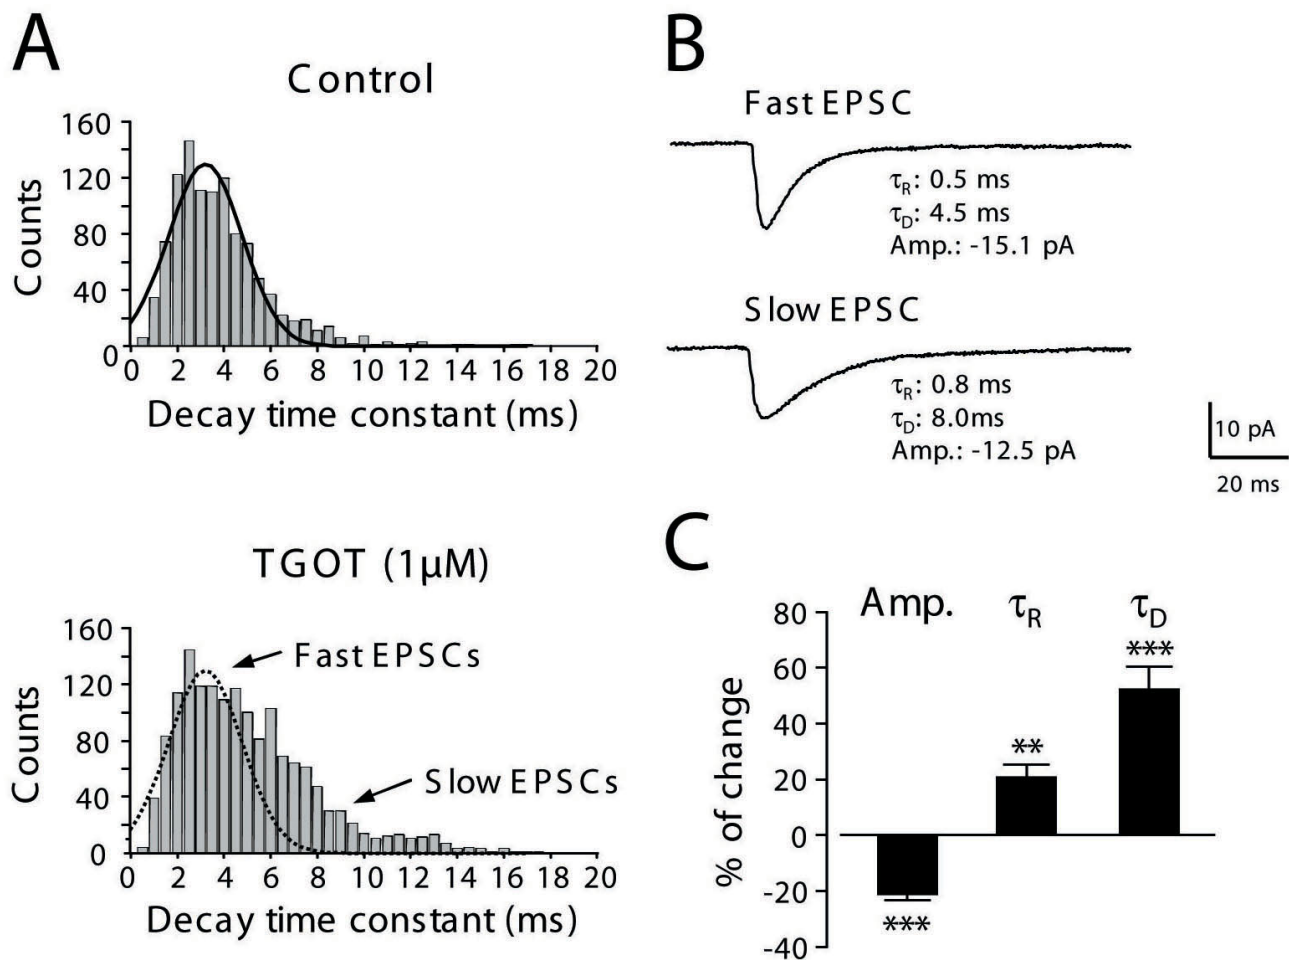 A
Control
160
120
80
40
0
Counts
0 2 4 6 8 10 12 14 16 18 20
Decay time constant (ms)
TGOT (1μM)
160
120
80
40
0
Counts
Fast EPSCs
Slow EPSCs
0 2 4 6 8 10 12 14 16 18 20
Decay time constant (ms)
B
Fast EPSC
τR: 0.5 ms
τD: 4.5 ms
Amp.: -15.1 pA
Slow EPSC
τR: 0.8 ms
τD: 8.0ms
Amp.: -12.5 pA
10 pA
20 ms
C
Amp. τR τD
80
60
40
20
0
-20
-40
% of change
***
**
***